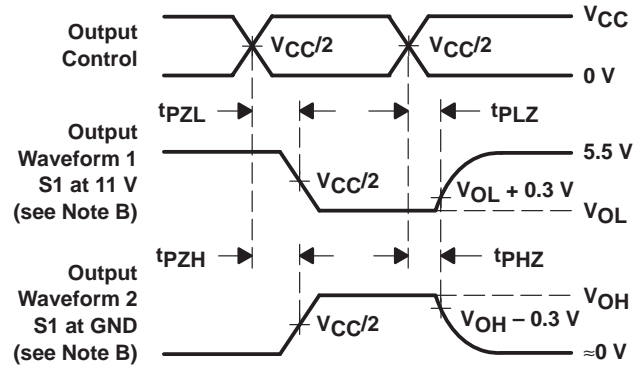 Output
Control
VCC/2
VCC/2
VCC
0 V
tPZL
tPLZ
Output
Waveform 1
S1 at 11 V
(see Note B)
VCC/2
5.5 V
VOL + 0.3 V
VOL
tPZH
tPHZ
Output
Waveform 2
S1 at GND
(see Note B)
VCC/2
VOH
VOH – 0.3 V
≈0 V